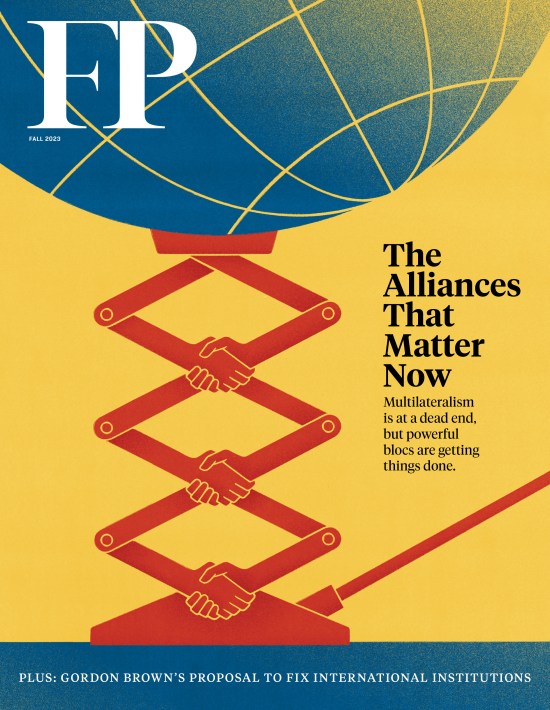 FP
FALL 2023
The
Alliances
That
Matter
Now
Multilateralism
is at a dead end,
but powerful
blocs are getting
things done.
PLUS: GORDON BROWN'S PROPOSAL TO FIX INTERNATIONAL INSTITUTIONS